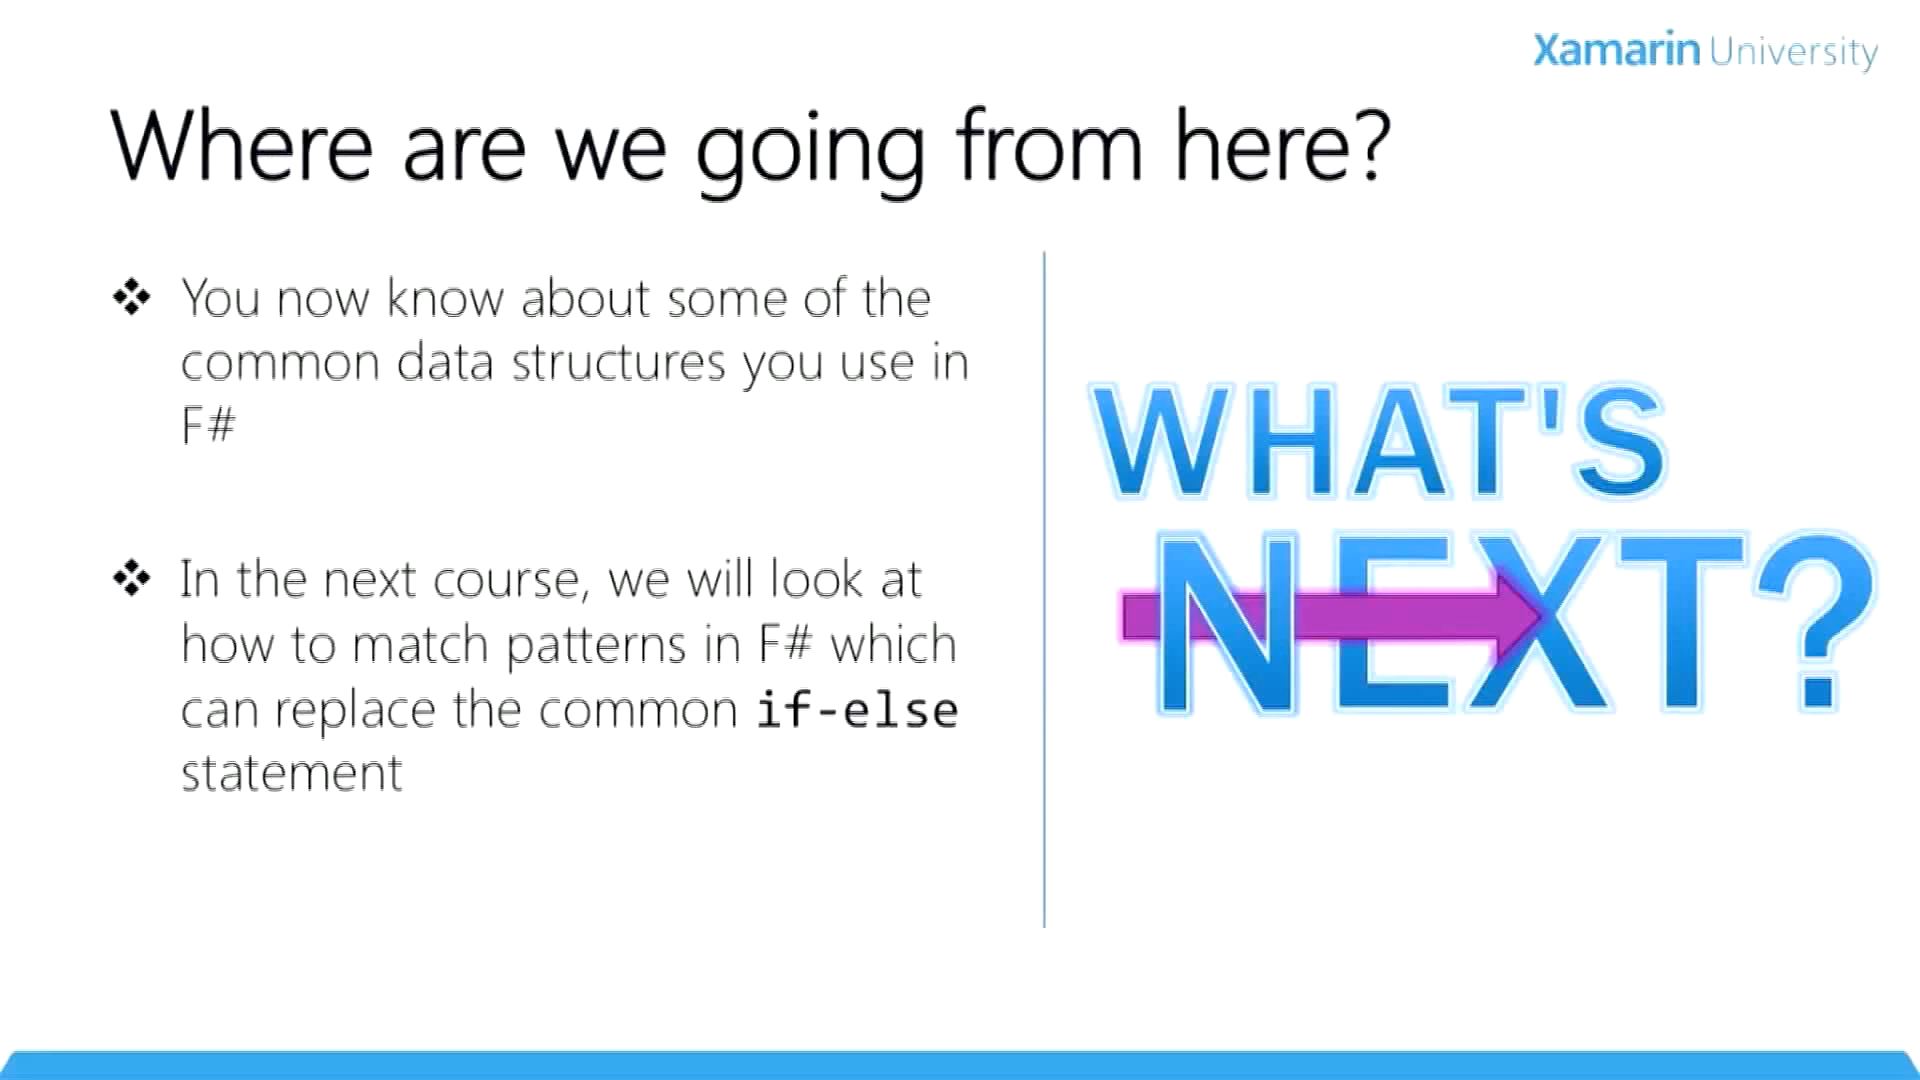 Xamarin University
Where are we going from here?
❖ You now know about some of the
common data structures you use in
F#
❖ In the next course, we will look at
how to match patterns in F# which
can replace the common if-else
statement
WHAT'S
NEXT?